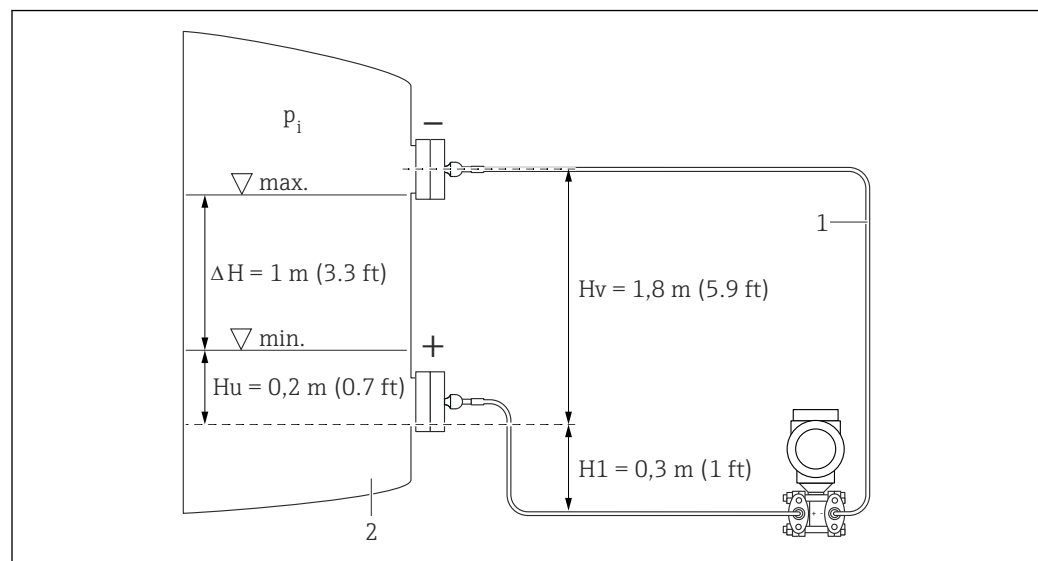 pᵢ
−
max.
1
ΔH = 1 m (3.3 ft)
Hv = 1,8 m (5.9 ft)
min.
+
Hu = 0,2 m (0.7 ft)
H1 = 0,3 m (1 ft)
+ -
2